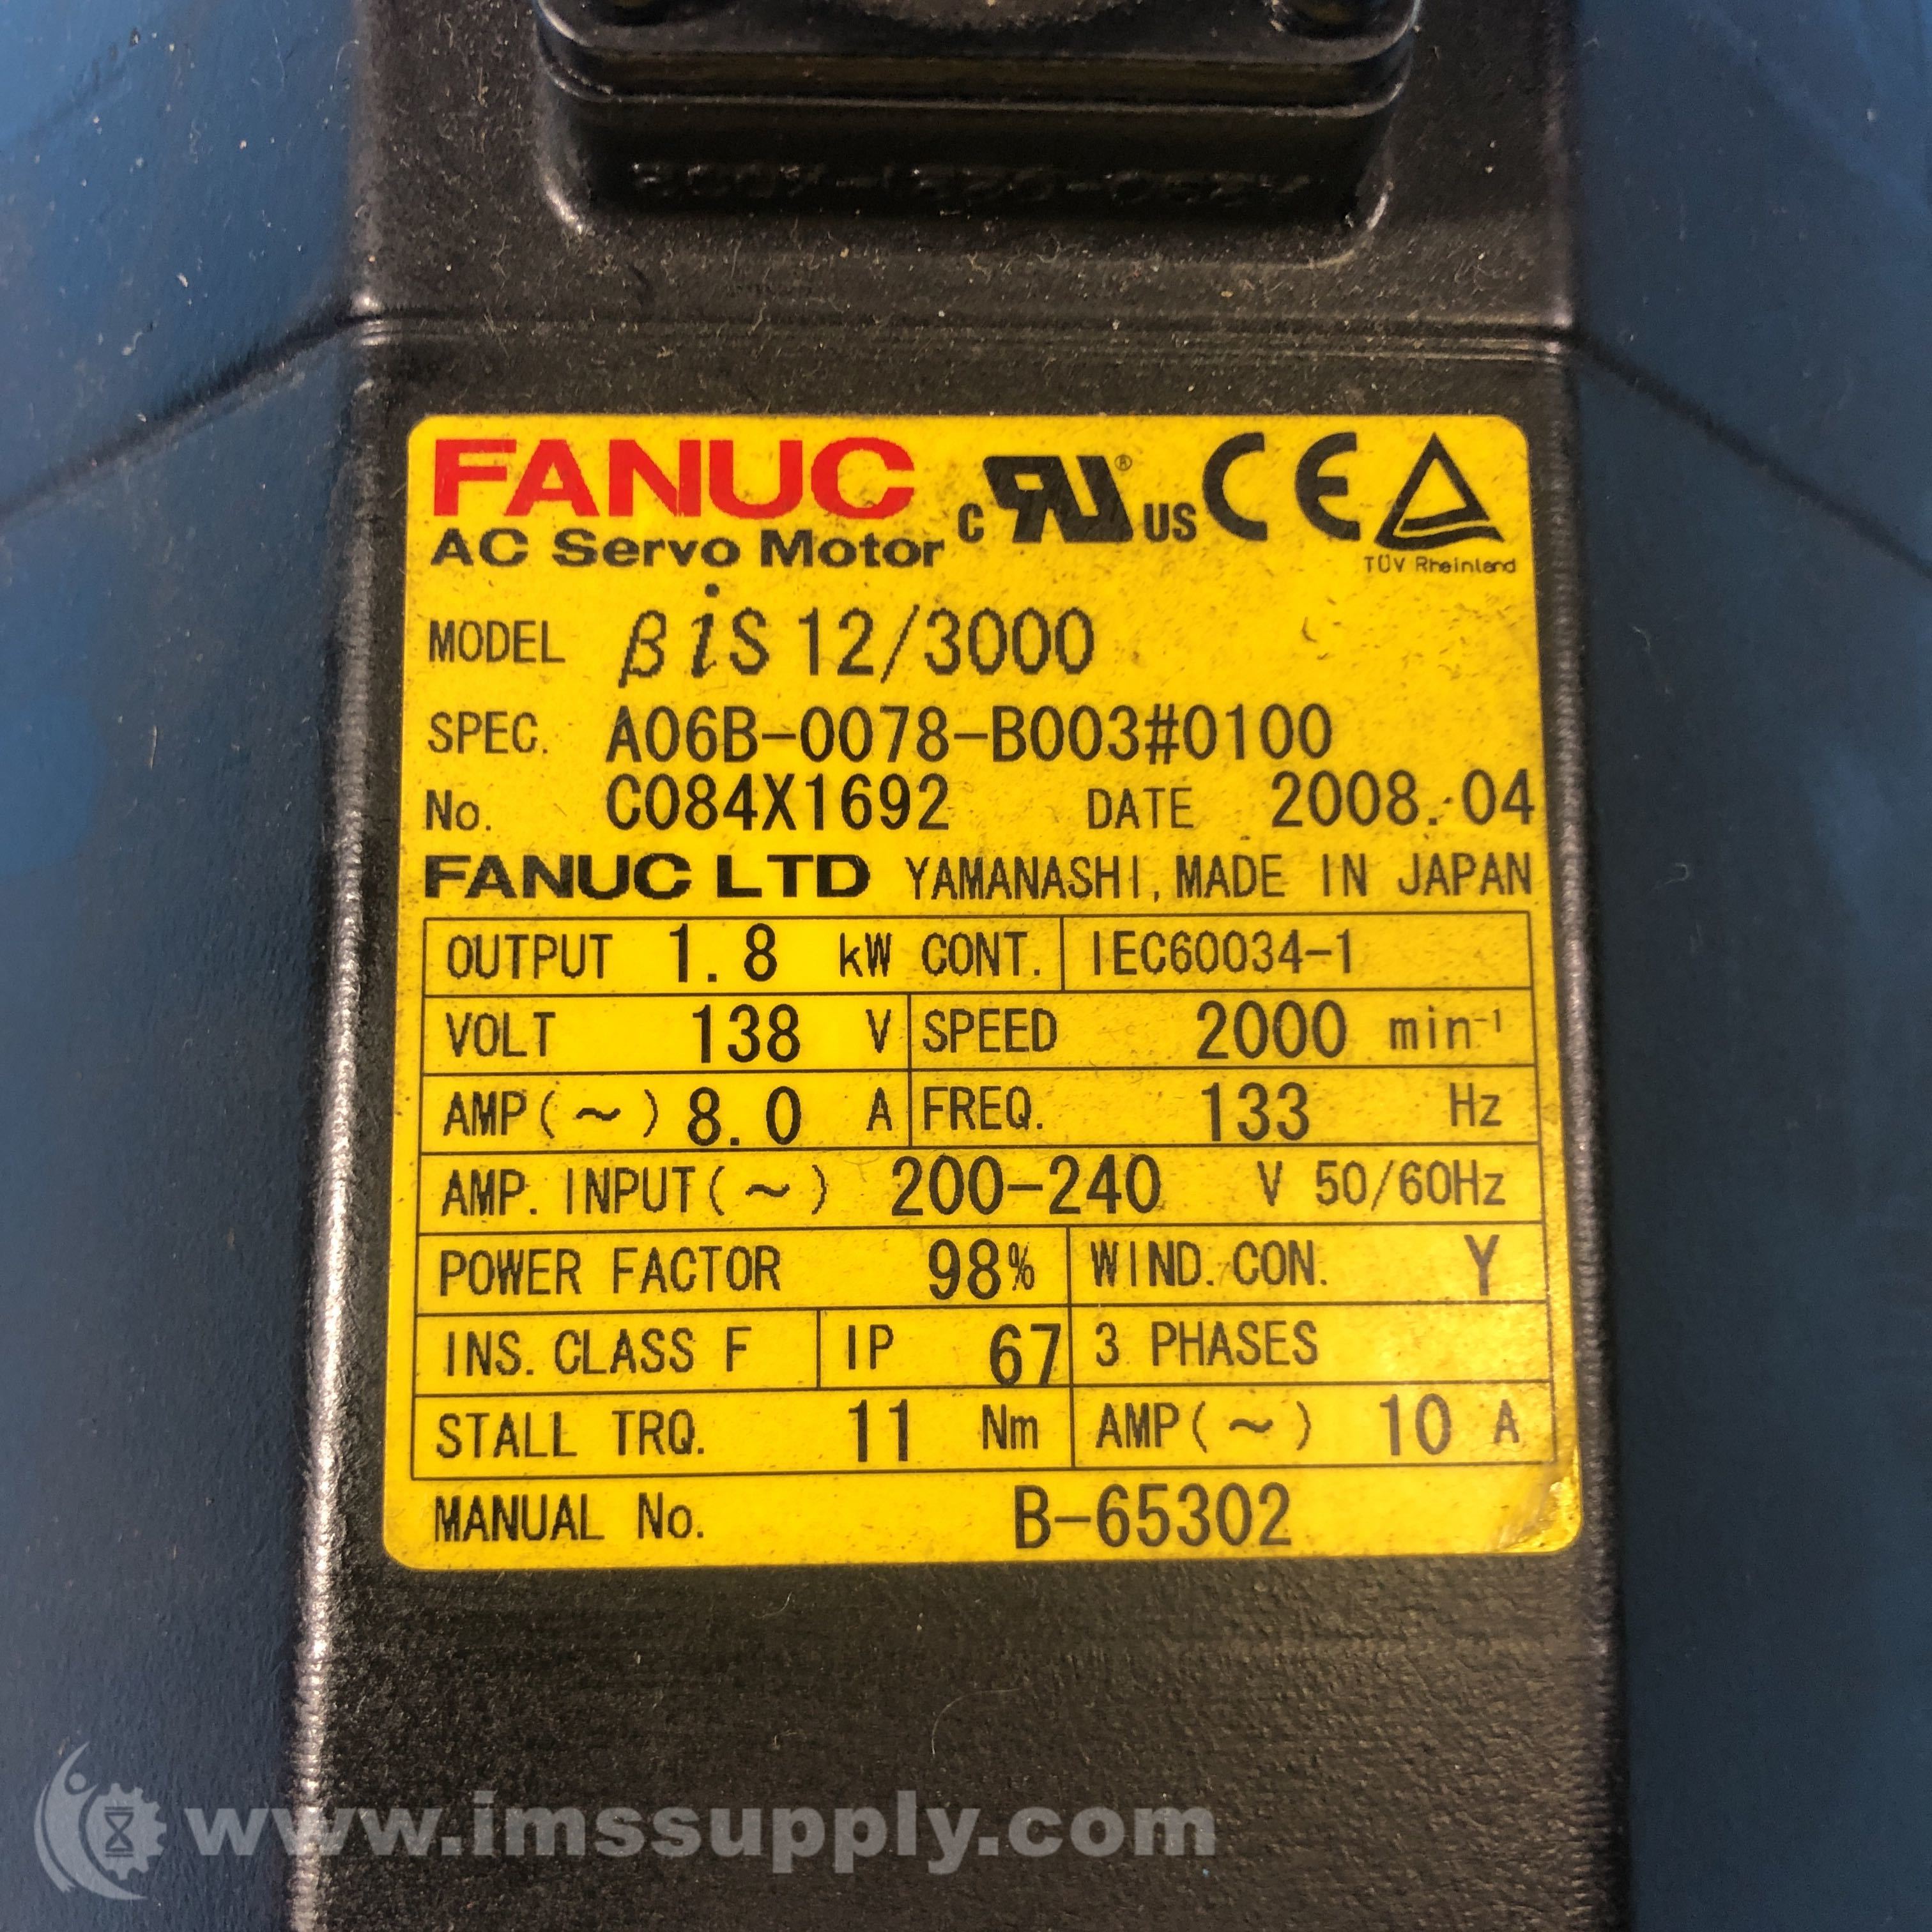 FANUC
AC Servo Motor
c RU® US CE
TÜV Rheinland
MODEL βiS 12/3000
SPEC. A06B-0078-B003#0100
No. C084X1692 DATE 2008.04
FANUC LTD YAMANASHI, MADE IN JAPAN
OUTPUT 1.8 kW CONT. IEC60034-1
VOLT 138 V SPEED 2000 min-1
AMP(~) 8.0 A FREQ. 133 Hz
AMP. INPUT(~) 200-240 V 50/60Hz
POWER FACTOR 98% WIND. CON. Y
INS. CLASS F IP 67 3 PHASES
STALL TRQ. 11 Nm AMP(~) 10 A
MANUAL No. B-65302
www.imssupply.com